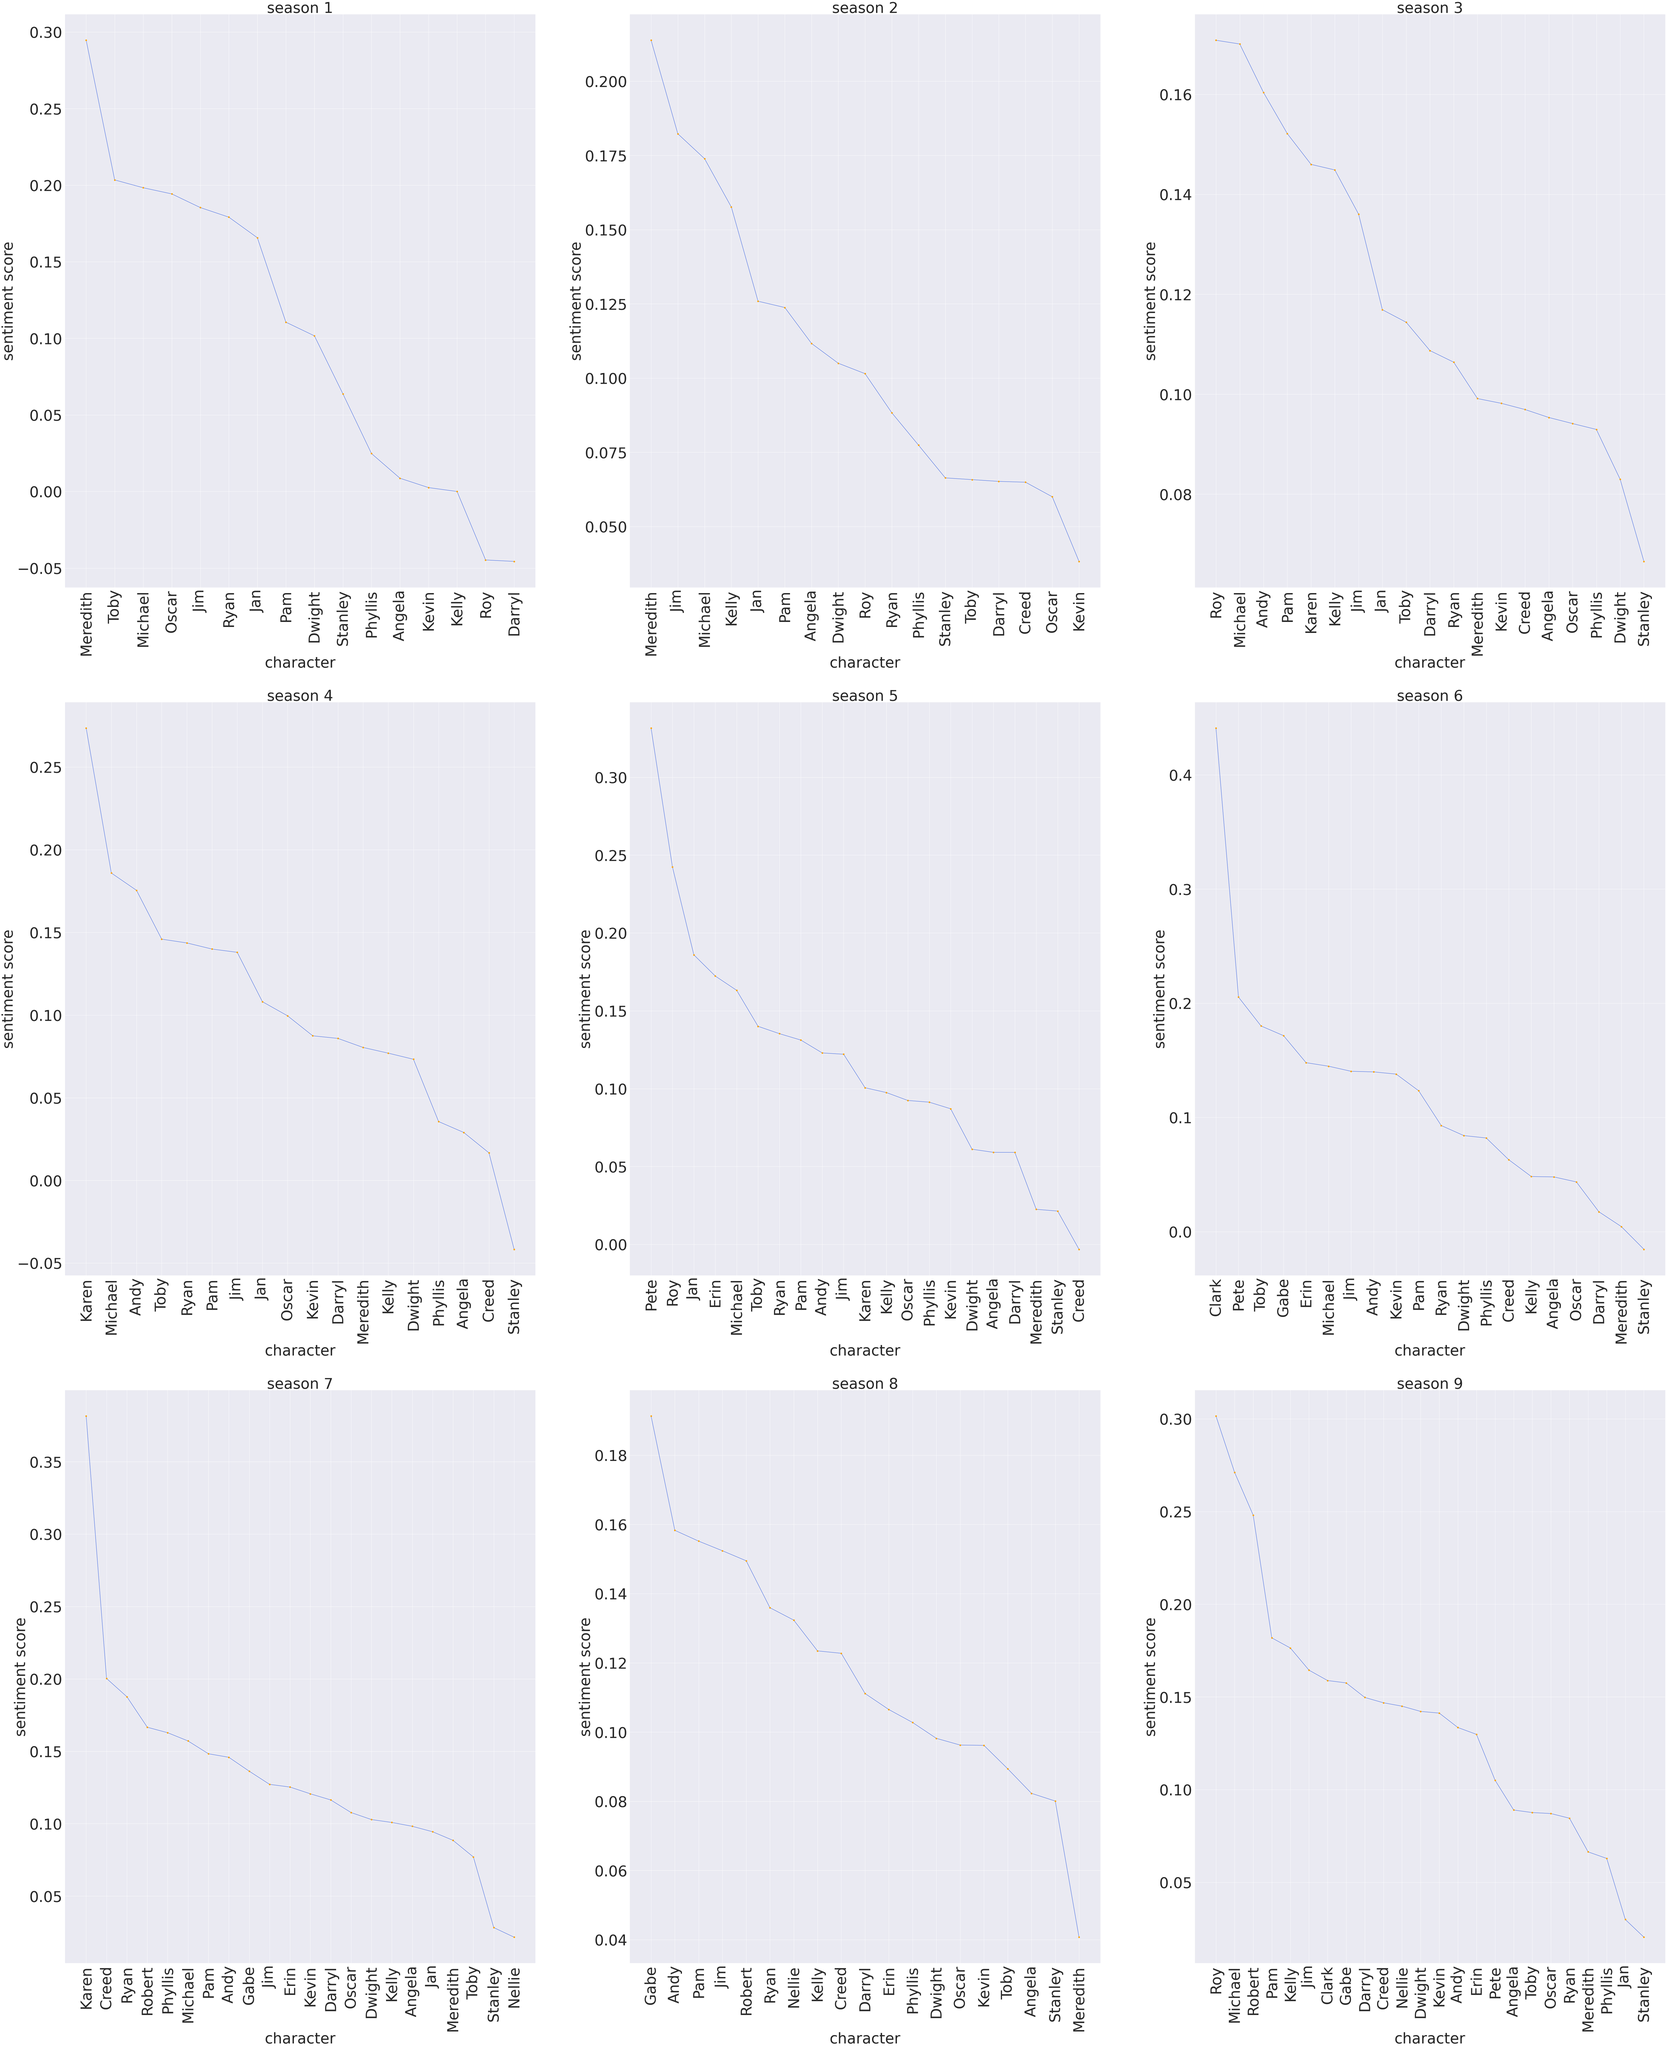 season 1
sentiment score
0.30
0.25
0.20
0.15
0.10
0.05
0.00
−0.05
Meredith Toby Michael Oscar Jim Ryan Jan Pam Dwight Stanley Phyllis Angela Kevin Kelly Roy Darryl
character
season 2
sentiment score
0.200
0.175
0.150
0.125
0.100
0.075
0.050
Meredith Jim Michael Kelly Jan Pam Angela Dwight Roy Ryan Phyllis Stanley Toby Darryl Creed Oscar Kevin
character
season 3
sentiment score
0.16
0.14
0.12
0.10
0.08
Roy Michael Andy Pam Karen Kelly Jim Jan Toby Darryl Ryan Meredith Kevin Creed Angela Oscar Phyllis Dwight Stanley
character
season 4
sentiment score
0.25
0.20
0.15
0.10
0.05
0.00
−0.05
Karen Michael Andy Toby Ryan Pam Jim Jan Oscar Kevin Darryl Meredith Kelly Dwight Phyllis Angela Creed Stanley
character
season 5
sentiment score
0.30
0.25
0.20
0.15
0.10
0.05
0.00
Pete Roy Jan Erin Michael Toby Ryan Pam Andy Jim Karen Kelly Oscar Phyllis Kevin Dwight Angela Darryl Meredith Stanley Creed
character
season 6
sentiment score
0.4
0.3
0.2
0.1
0.0
Clark Pete Toby Gabe Erin Michael Jim Andy Kevin Pam Ryan Dwight Phyllis Creed Kelly Angela Oscar Darryl Meredith Stanley
character
season 7
sentiment score
0.35
0.30
0.25
0.20
0.15
0.10
0.05
Karen Creed Ryan Robert Phyllis Michael Pam Andy Gabe Jim Erin Kevin Darryl Oscar Dwight Kelly Angela Jan Meredith Toby Stanley Nellie
character
season 8
sentiment score
0.18
0.16
0.14
0.12
0.10
0.08
0.06
0.04
Gabe Andy Pam Jim Robert Ryan Nellie Kelly Creed Darryl Erin Phyllis Dwight Oscar Kevin Toby Angela Stanley Meredith
character
season 9
sentiment score
0.30
0.25
0.20
0.15
0.10
0.05
Roy Michael Robert Pam Kelly Jim Clark Gabe Darryl Creed Nellie Dwight Kevin Andy Erin Pete Angela Toby Oscar Ryan Meredith Phyllis Jan Stanley
character